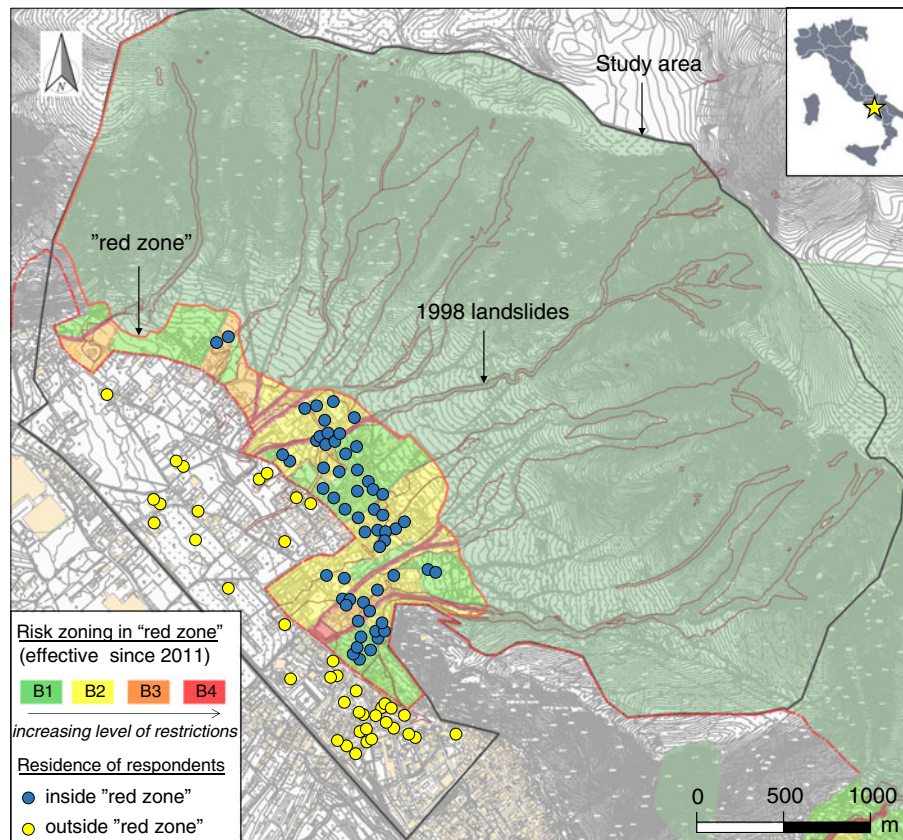 Study area
N
"red zone"
1998 landslides
Risk zoning in "red zone"
(effective since 2011)
B1 B2 B3 B4
increasing level of restrictions
Residence of respondents
inside "red zone"
outside "red zone"
0 500 1000
m